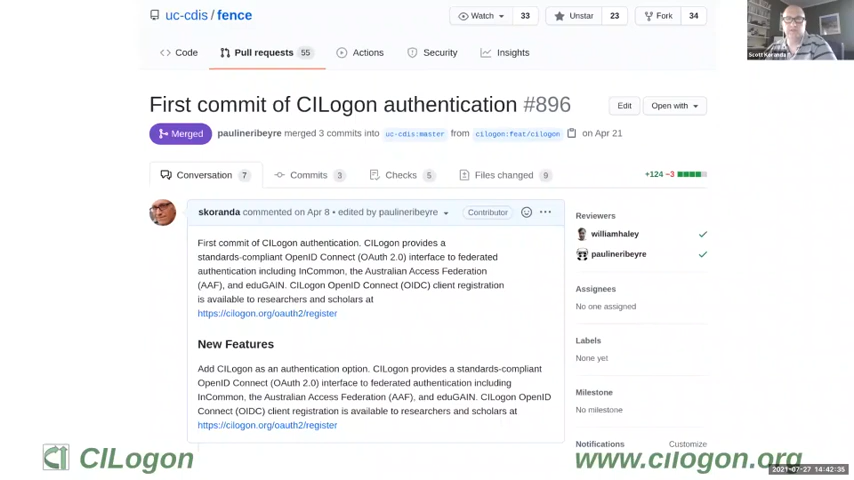 uc-cdis / fence
Watch 33
Unstar 23
Fork 34
Code
Pull requests 55
Actions
Security
Insights
First commit of CILogon authentication #896
Edit
Open with
Merged
paulineribeyre merged 3 commits into uc-cdis:master from cilogon:feat/cilogon on Apr 21
Conversation 7
Commits 3
Checks 5
Files changed 9
+124 −3
skoranda commented on Apr 8 • edited by paulineribeyre
Contributor
First commit of CILogon authentication. CILogon provides a
standards-compliant OpenID Connect (OAuth 2.0) interface to federated
authentication including InCommon, the Australian Access Federation
(AAF), and eduGAIN. CILogon OpenID Connect (OIDC) client registration
is available to researchers and scholars at
https://cilogon.org/oauth2/register
New Features
Add CILogon as an authentication option. CILogon provides a standards-compliant
OpenID Connect (OAuth 2.0) interface to federated authentication including
InCommon, the Australian Access Federation (AAF), and eduGAIN. CILogon OpenID
Connect (OIDC) client registration is available to researchers and scholars at
https://cilogon.org/oauth2/register
Reviewers
williamhaley
paulineribeyre
Assignees
No one assigned
Labels
None yet
Milestone
No milestone
Notifications
Customize
CILogon
www.cilogon.org
2021-07-27 14:42:35
Scott Koranda